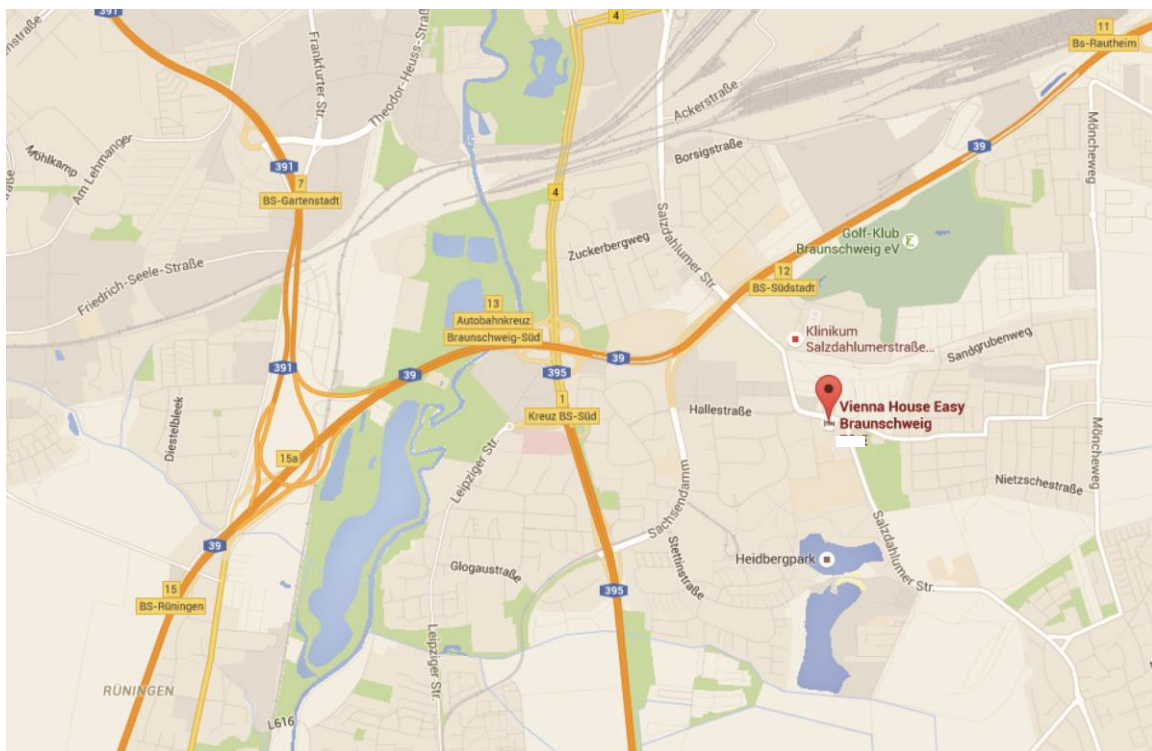 391
4
11
Bs-Rautheim
Frankfurter Str.
Theodor-Heuss-Straß
Ackerstraße
Möhlkamp
Am Lehmanger
Borsigstraße
39
Möncheweg
391
7
BS-Gartenstadt
4
Salzdahlumer Str.
Zuckerbergweg
Golf-Klub
Braunschweig eV
Friedrich-Seele-Straße
12
BS-Südstadt
13
Autobahnkreuz
Braunschweig-Süd
Klinikum
Salzdahlumerstraße...
Sandgrubenweg
39
391
39
395
Diestelbleek
1
Kreuz BS-Süd
Hallestraße
Vienna House Easy
Braunschweig
Möncheweg
15a
Leipziger Str.
Nietzschestraße
Sachsendamm
39
Stettinstraße
Salzdahlumer Str.
Heidbergpark
Glogaustraße
15
BS-Rüningen
395
Leipziger Str.
RÜNINGEN
L616